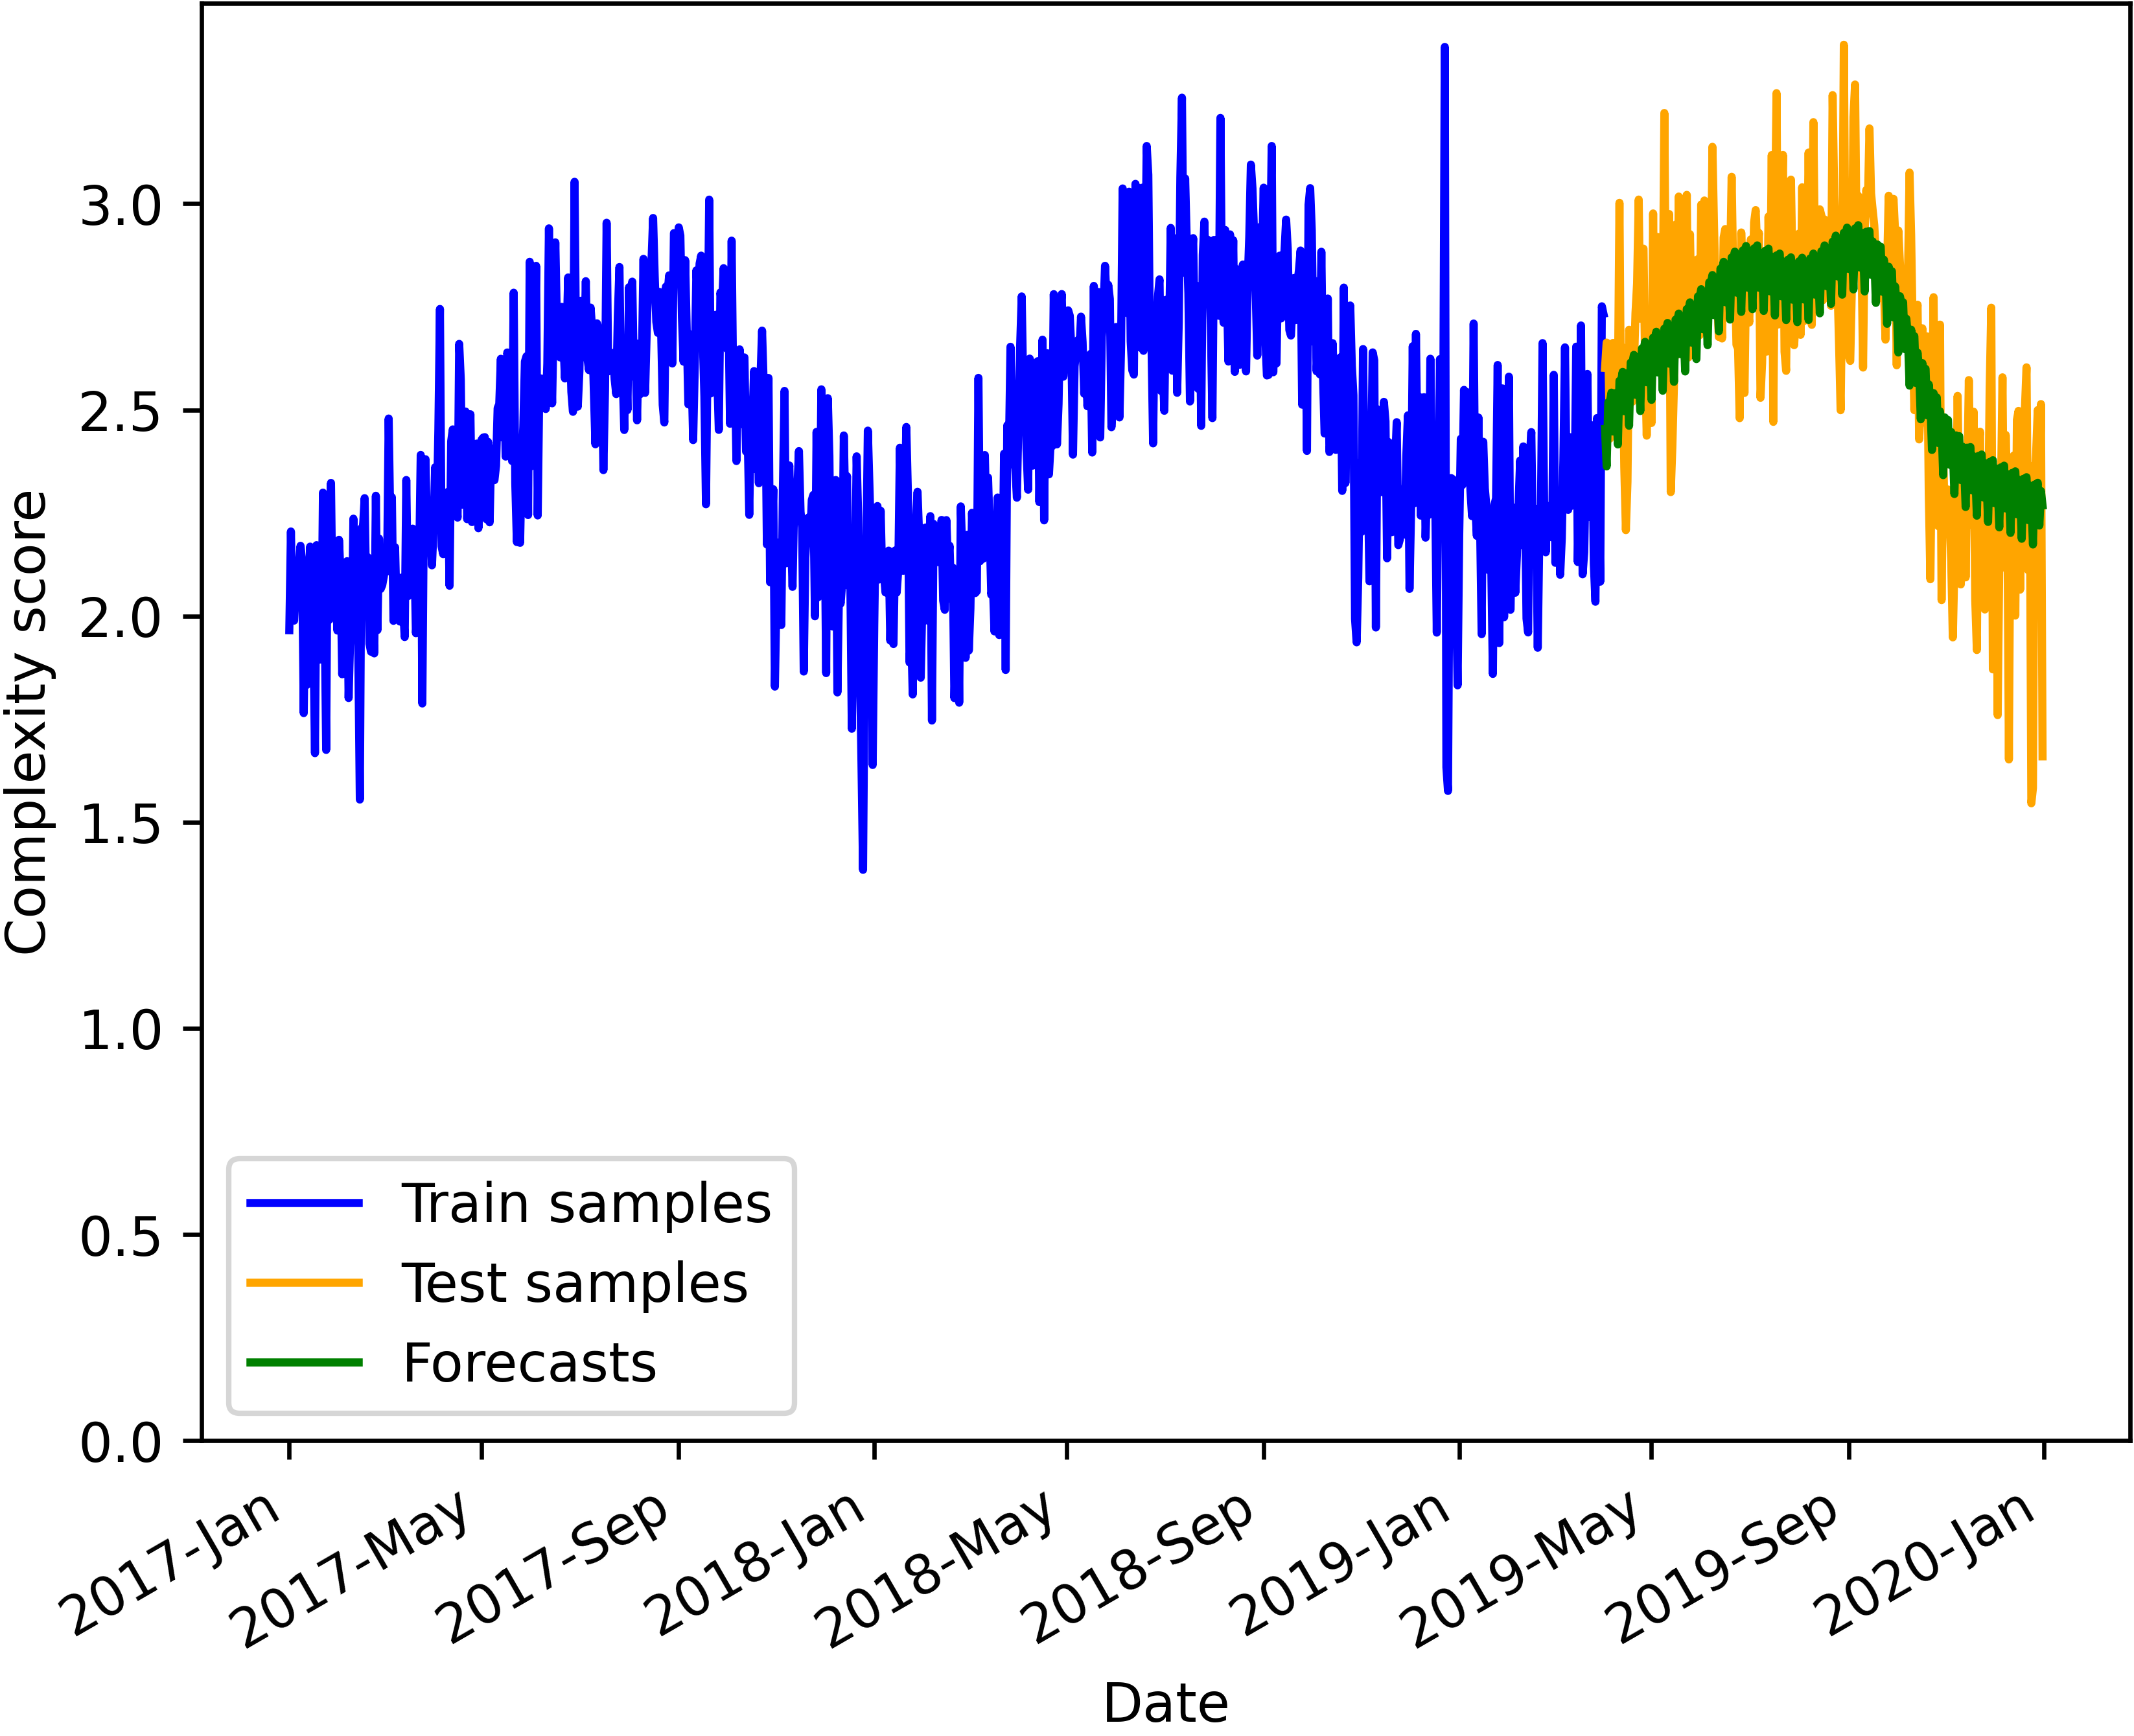 Complexity score
3.0
2.5
2.0
1.5
1.0
0.5
0.0
Train samples
Test samples
Forecasts
2017-Jan
2017-May
2017-Sep
2018-Jan
2018-May
2018-Sep
2019-Jan
2019-May
2019-Sep
2020-Jan
Date